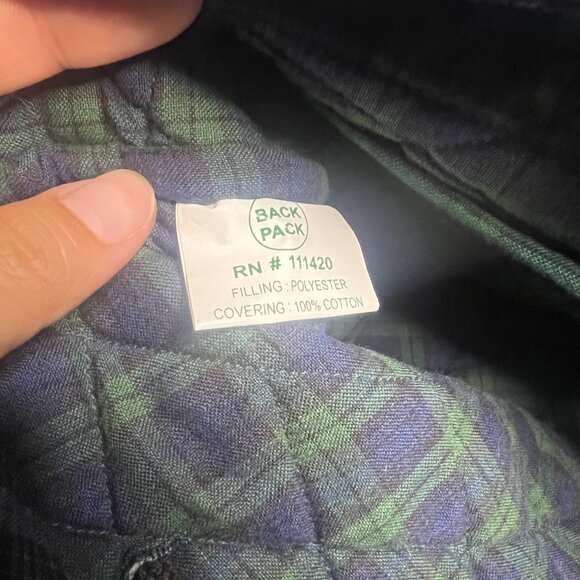 BACK
PACK
RN # 111420
FILLING : POLYESTER
COVERING : 100% COTTON